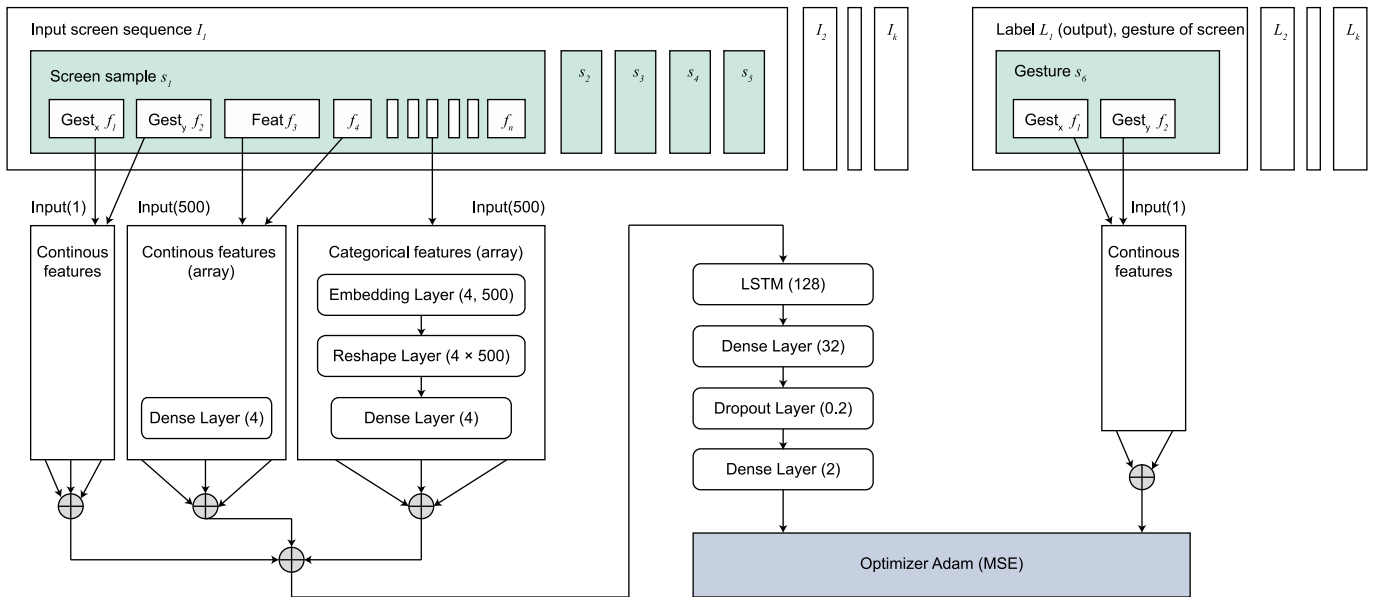 Input screen sequence I1
I2
Ik
Label L1 (output), gesture of screen
L2
Lk
Screen sample s1
s2
s3
s4
s5
Gesture s6
Gestx f1
Gesty f2
Feat f3
f4
fn
Gestx f1
Gesty f2
Input(1)
Input(500)
Input(500)
Input(1)
Continous
features
Continous features
(array)
Categorical features (array)
Continous
features
Embedding Layer (4, 500)
Reshape Layer (4 × 500)
Dense Layer (4)
Dense Layer (4)
LSTM (128)
Dense Layer (32)
Dropout Layer (0.2)
Dense Layer (2)
Optimizer Adam (MSE)